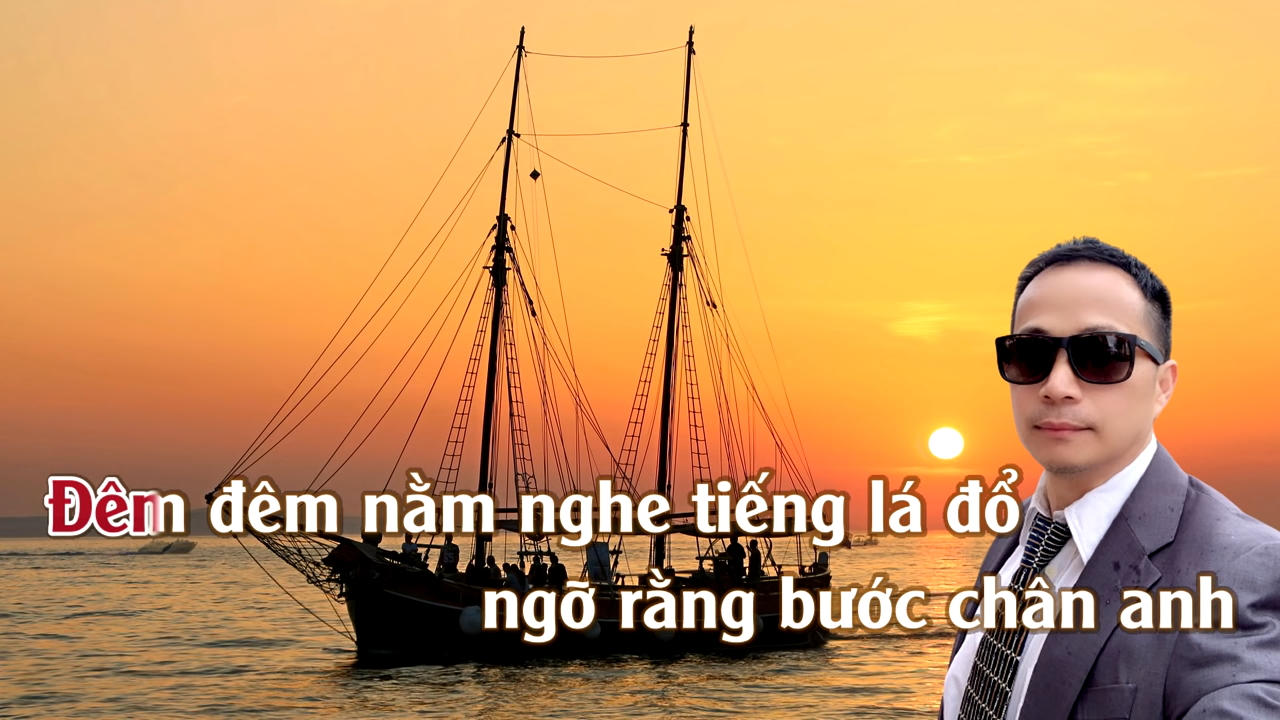 Đêm đêm nằm nghe tiếng lá đổ
ngỡ rằng bước chân anh